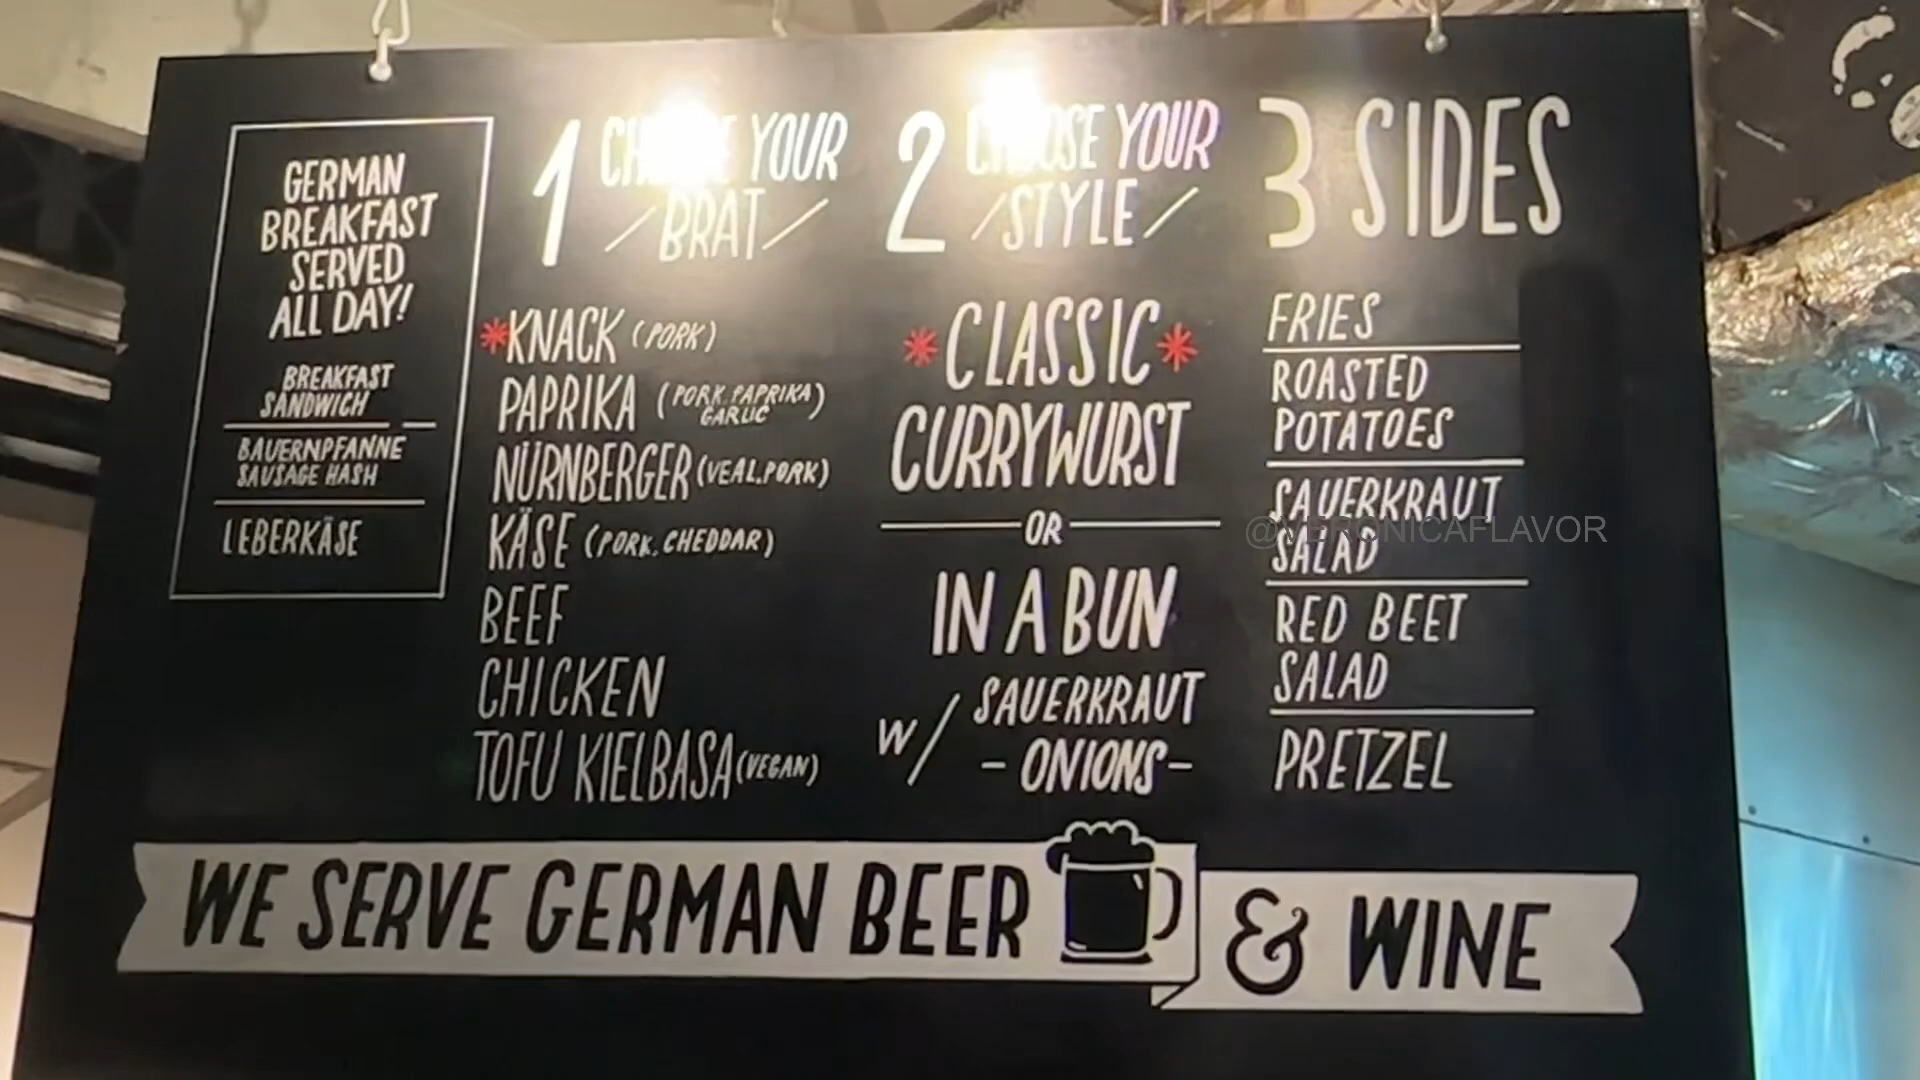 GERMAN
BREAKFAST
SERVED
ALL DAY!
BREAKFAST
SANDWICH
BAUERNPFANNE
SAUSAGE HASH
LEBERKÄSE
1 CHOOSE YOUR
BRAT
*KNACK (PORK)
PAPRIKA (PORK, PAPRIKA
GARLIC)
NÜRNBERGER (VEAL, PORK)
KÄSE (PORK, CHEDDAR)
BEEF
CHICKEN
TOFU KIELBASA (VEGAN)
2 CHOOSE YOUR
STYLE
*CLASSIC*
CURRYWURST
OR
IN A BUN
W/ SAUERKRAUT
- ONIONS -
3 SIDES
FRIES
ROASTED
POTATOES
SAUERKRAUT
SALAD
RED BEET
SALAD
PRETZEL
@VERONICAFLAVOR
WE SERVE GERMAN BEER & WINE